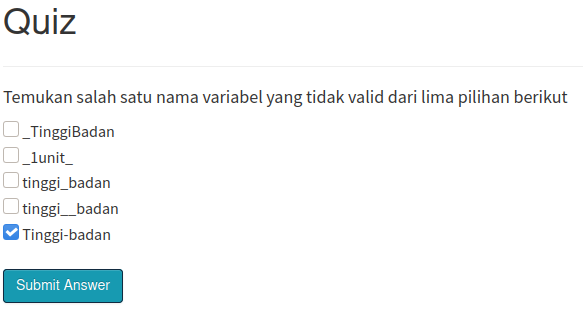 Quiz
Temukan salah satu nama variabel yang tidak valid dari lima pilihan berikut
_TinggiBadan
_1unit_
tinggi_badan
tinggi__badan
Tinggi-badan
Submit Answer